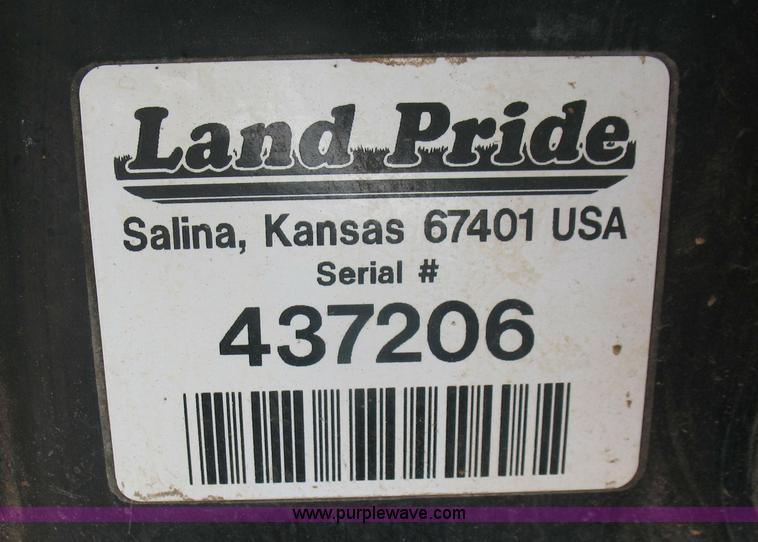 Land Pride
Salina, Kansas 67401 USA
Serial #
437206
www.purplewave.com